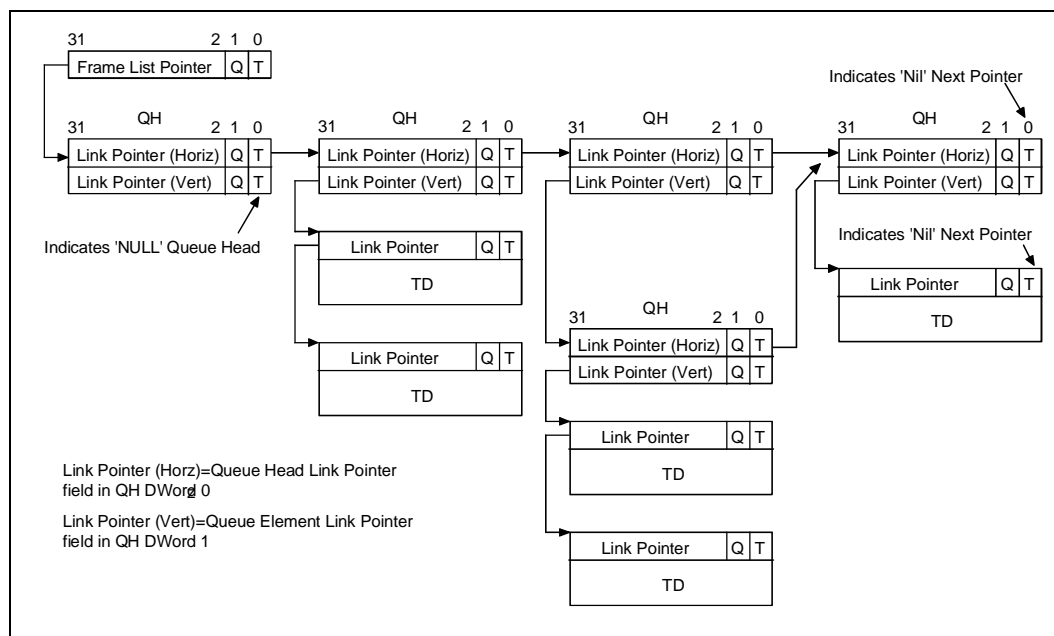 31 2 1 0
Frame List Pointer Q T
Indicates 'Nil' Next Pointer
QH
31 2 1 0
Link Pointer (Horiz) Q T
Link Pointer (Vert) Q T
Indicates 'NULL' Queue Head
QH
31 2 1 0
Link Pointer (Horiz) Q T
Link Pointer (Vert) Q T
Link Pointer Q T
TD
Link Pointer Q T
TD
QH
31 2 1 0
Link Pointer (Horiz) Q T
Link Pointer (Vert) Q T
QH
31 2 1 0
Link Pointer (Horiz) Q T
Link Pointer (Vert) Q T
Link Pointer Q T
TD
Link Pointer Q T
TD
QH
31 2 1 0
Link Pointer (Horiz) Q T
Link Pointer (Vert) Q T
Indicates 'Nil' Next Pointer
Link Pointer Q T
TD
Link Pointer (Horz)=Queue Head Link Pointer
field in QH DWord 0
2
Link Pointer (Vert)=Queue Element Link Pointer
field in QH DWord 1